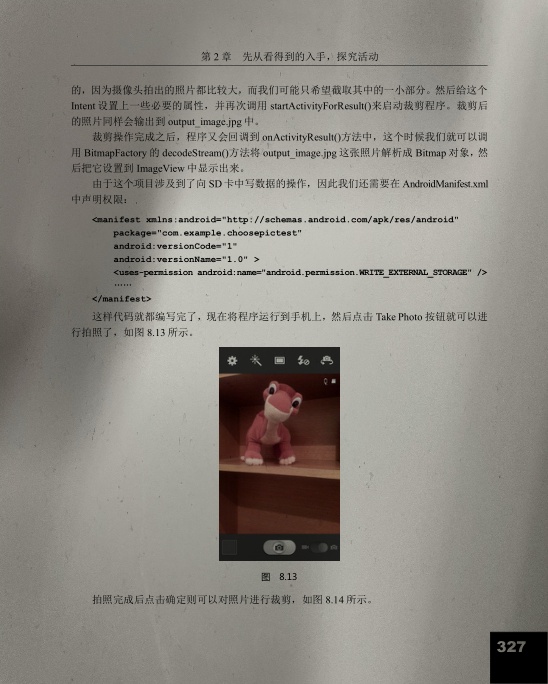 第 2 章　先从看得到的入手，探究活动
的，因为摄像头拍出的照片都比较大，而我们可能只希望截取其中的一小部分。然后给这个
Intent 设置上一些必要的属性，并再次调用 startActivityForResult()来启动裁剪程序。裁剪后
的照片同样会输出到 output_image.jpg 中。
裁剪操作完成之后，程序又会回调到 onActivityResult()方法中，这个时候我们就可以调
用 BitmapFactory 的 decodeStream()方法将 output_image.jpg 这张照片解析成 Bitmap 对象，然
后把它设置到 ImageView 中显示出来。
由于这个项目涉及到了向 SD 卡中写数据的操作，因此我们还需要在 AndroidManifest.xml
中声明权限：
<manifest xmlns:android="http://schemas.android.com/apk/res/android"
package="com.example.choosepictest"
android:versionCode="1"
android:versionName="1.0" >
<uses-permission android:name="android.permission.WRITE_EXTERNAL_STORAGE" />
……
</manifest>
这样代码就都编写完了，现在将程序运行到手机上，然后点击 Take Photo 按钮就可以进
行拍照了，如图 8.13 所示。
图　8.13
拍照完成后点击确定则可以对照片进行裁剪，如图 8.14 所示。
327